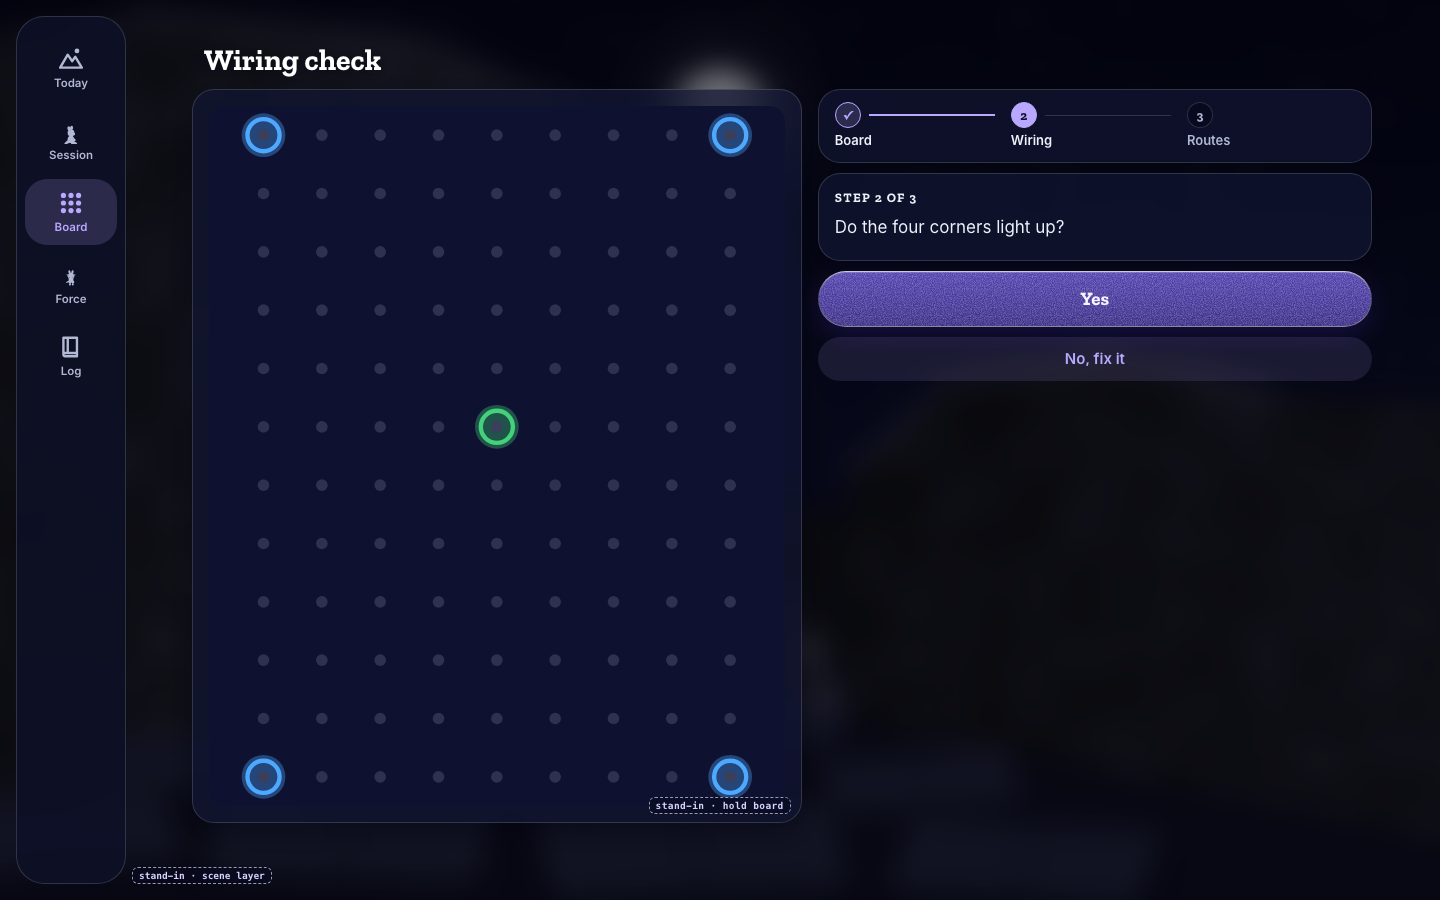 Today
Session
Board
Force
Log
Wiring check
2
2
3
Board
Wiring
Routes
STEP 2 OF 3
Do the four corners light up?
Yes
No, fix it
stand-in · hold board
stand-in · scene layer